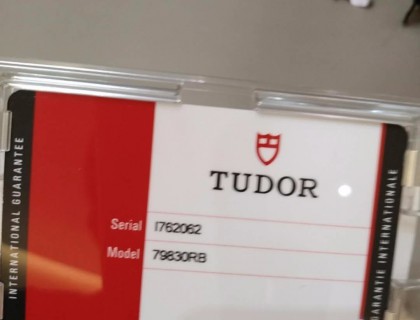 INTERNATIONAL GUARANTEE
TUDOR
Serial I762062
Model 79830RB
GARANTIE INTERNATIONALE